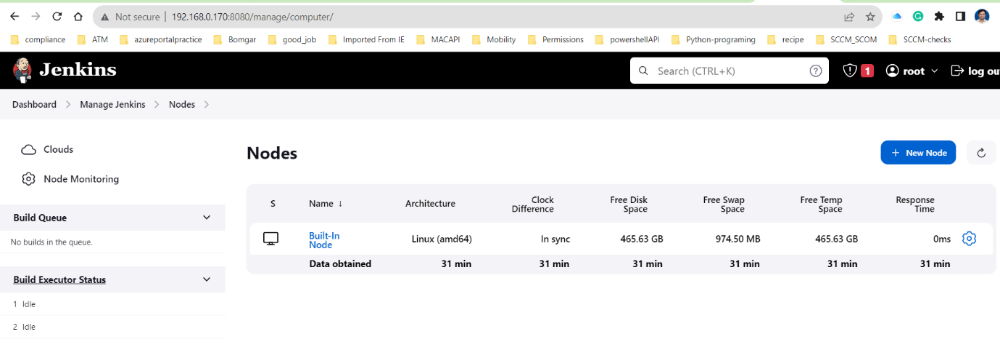 Not secure | 192.168.0.170:8080/manage/computer/
compliance ATM azureportalpractice Bomgar good_job Imported From IE MACAPI Mobility Permissions powershellAPI Python-programing recipe SCCM_SCOM SCCM-checks
Jenkins Search (CTRL+K) ? 1 root log ou
Dashboard > Manage Jenkins > Nodes >
Clouds
Node Monitoring
Build Queue
No builds in the queue.
Build Executor Status
1 Idle
2 Idle
Nodes
+ New Node
S Name ↓ Architecture Clock Difference Free Disk Space Free Swap Space Free Temp Space Response Time
Built-In Node Linux (amd64) In sync 465.63 GB 974.50 MB 465.63 GB 0ms
Data obtained 31 min 31 min 31 min 31 min 31 min 31 min